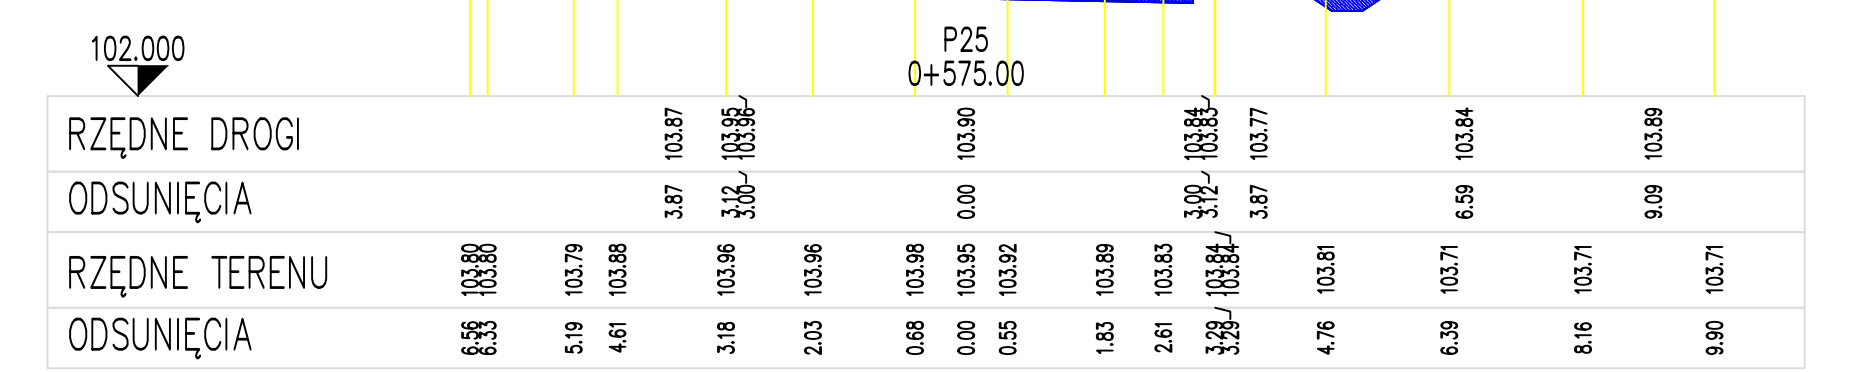 102.000
P25
0+575.00
RZĘDNE DROGI 103.87 103.95 103.96 103.90 103.84 103.83 103.77 103.84 103.89
ODSUNIĘCIA 3.87 3.12 3.00 0.00 3.00 3.12 3.87 6.59 9.09
RZĘDNE TERENU 103.80 103.80 103.79 103.88 103.96 103.96 103.98 103.95 103.92 103.89 103.83 103.84 103.84 103.81 103.71 103.71 103.71
ODSUNIĘCIA 6.56 6.33 5.19 4.61 3.18 2.03 0.68 0.00 0.55 1.83 2.61 3.29 3.29 4.76 6.39 8.16 9.90